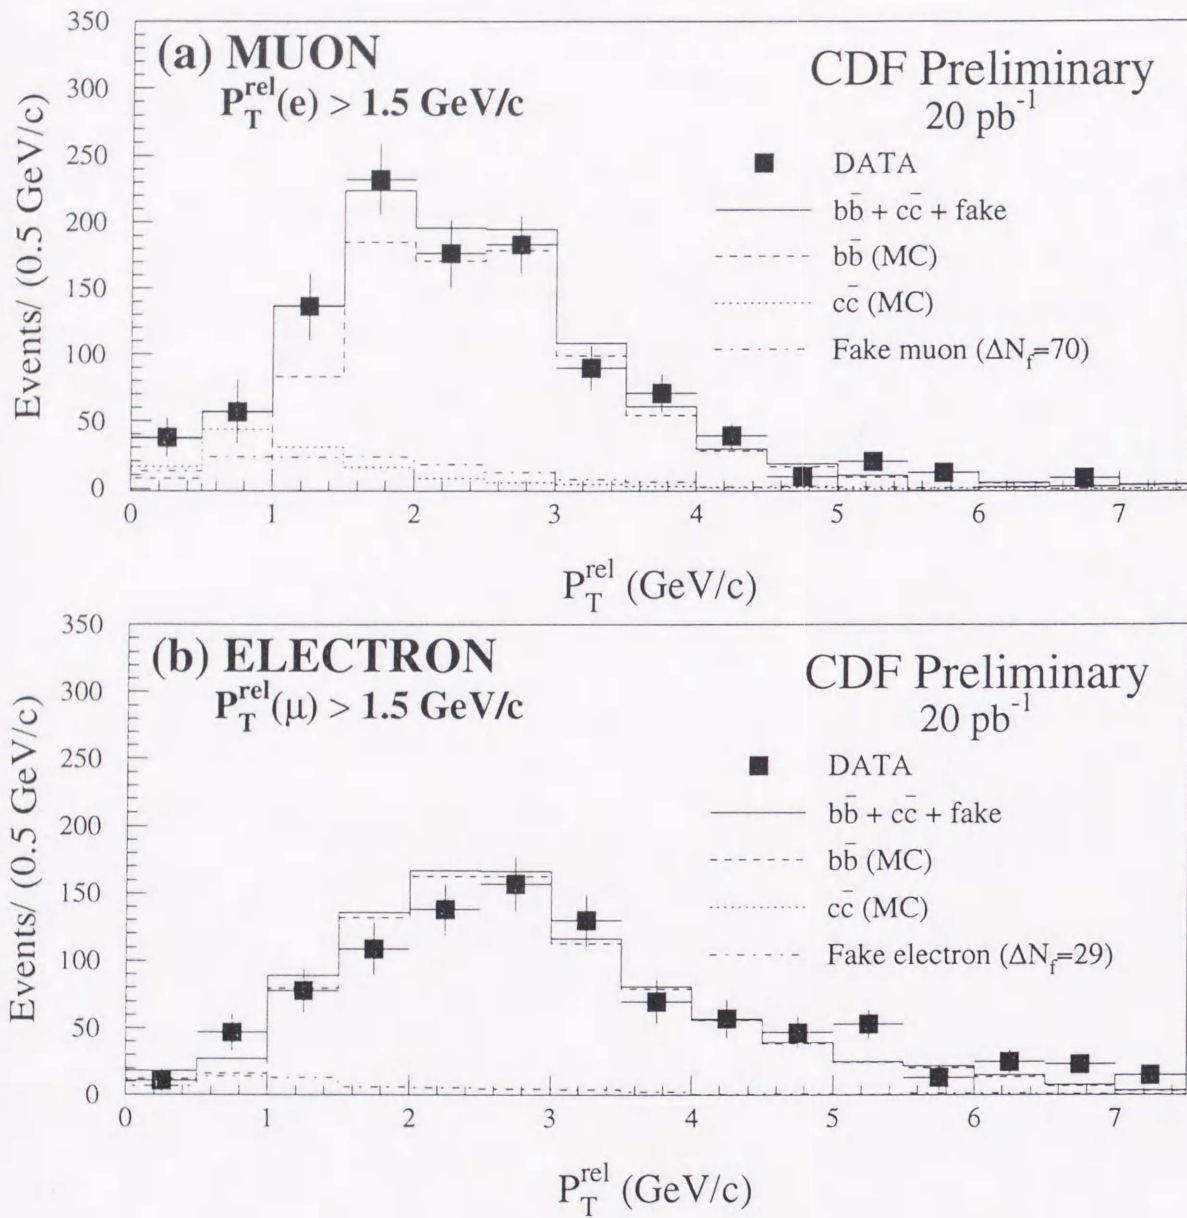 350
300
250
200
150
100
50
0
Events/ (0.5 GeV/c)
(a) MUON
P_T^rel(e) > 1.5 GeV/c
CDF Preliminary
20 pb⁻¹
DATA
bb̄ + cc̄ + fake
bb̄ (MC)
cc̄ (MC)
Fake muon (ΔN_f=70)
0 1 2 3 4 5 6 7
P_T^rel (GeV/c)
350
300
250
200
150
100
50
0
Events/ (0.5 GeV/c)
(b) ELECTRON
P_T^rel(μ) > 1.5 GeV/c
CDF Preliminary
20 pb⁻¹
DATA
bb̄ + cc̄ + fake
bb̄ (MC)
cc̄ (MC)
Fake electron (ΔN_f=29)
0 1 2 3 4 5 6 7
P_T^rel (GeV/c)